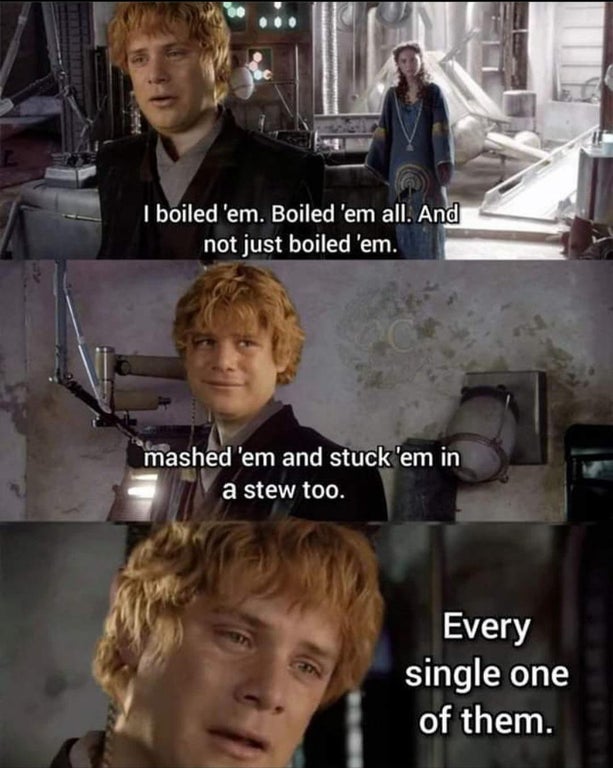 I boiled 'em. Boiled 'em all. And
not just boiled 'em.
mashed 'em and stuck 'em in
a stew too.
Every
single one
of them.